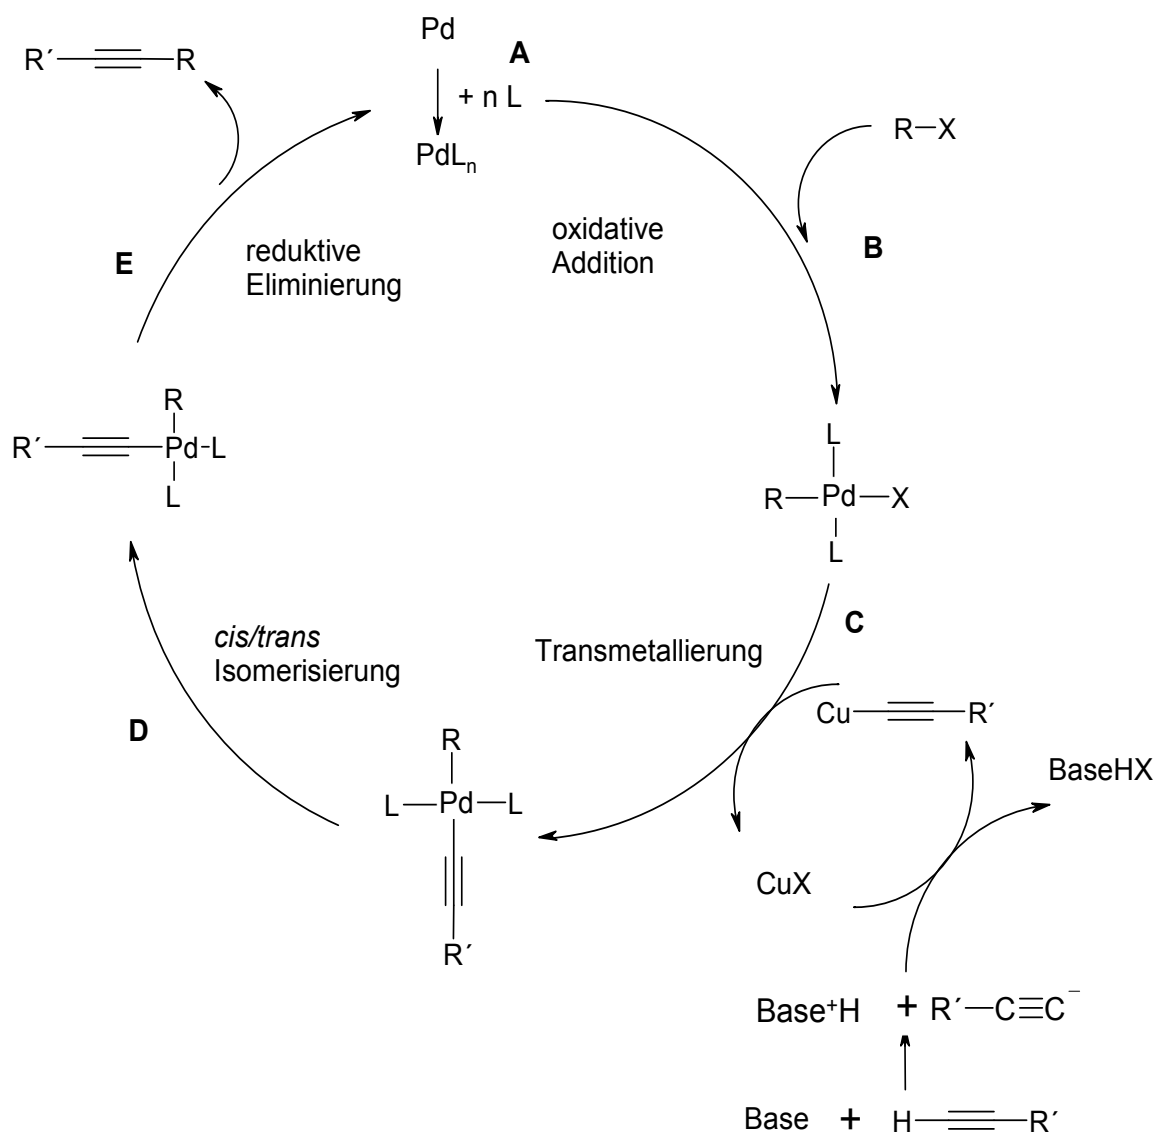 Pd
A
R´ R
+ n L
PdLn
R—X
oxidative
Addition
B
reduktive
Eliminierung
E
R
R´ Pd-L
L
L
R—Pd—X
L
C
cis/trans
Isomerisierung
Transmetallierung
D
Cu R´
R
L—Pd—L
R´
BaseHX
CuX
Base+H + R´—C≡C−
Base + H R´